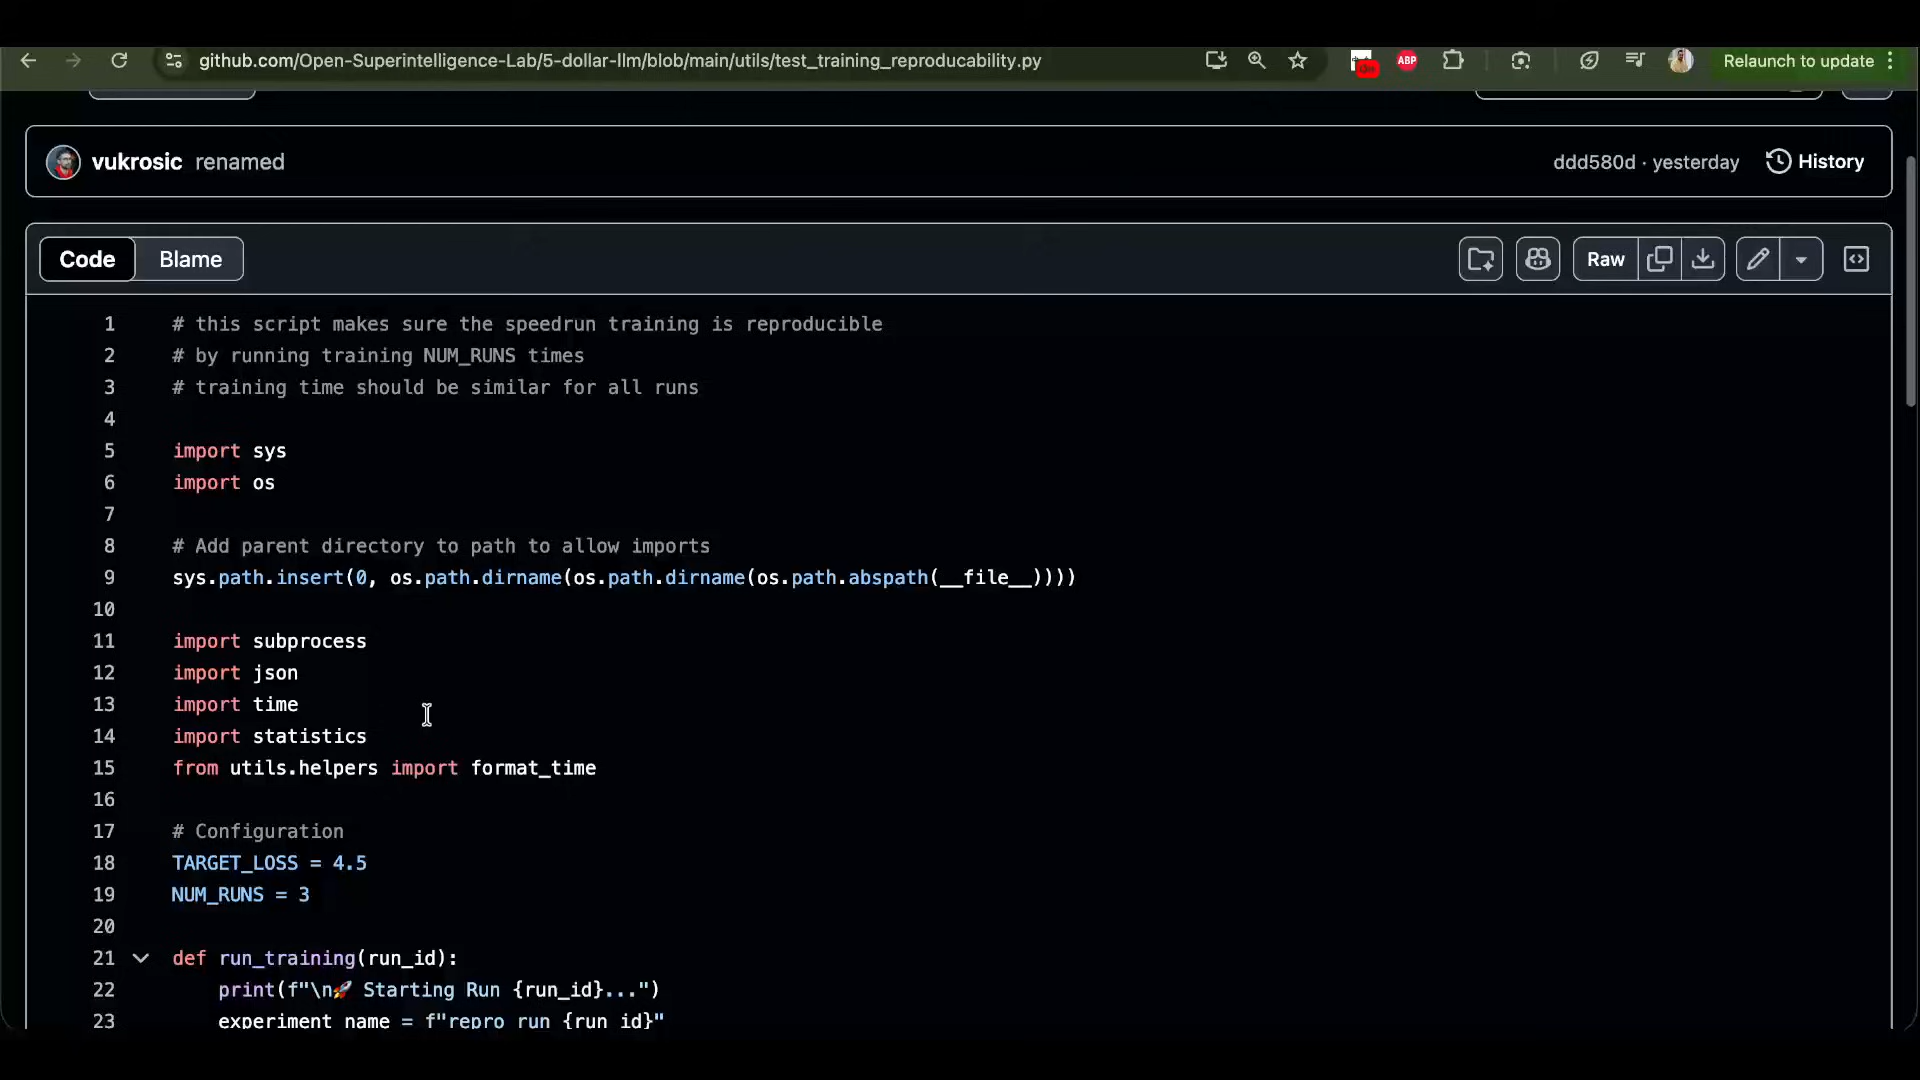 github.com/Open-Superintelligence-Lab/5-dollar-llm/blob/main/utils/test_training_reproducability.py
ABP
Relaunch to update
vukrosic renamed
ddd580d · yesterday
History
Code
Blame
Raw
1 # this script makes sure the speedrun training is reproducible
2 # by running training NUM_RUNS times
3 # training time should be similar for all runs
4
5 import sys
6 import os
7
8 # Add parent directory to path to allow imports
9 sys.path.insert(0, os.path.dirname(os.path.dirname(os.path.abspath(__file__))))
10
11 import subprocess
12 import json
13 import time
14 import statistics
15 from utils.helpers import format_time
16
17 # Configuration
18 TARGET_LOSS = 4.5
19 NUM_RUNS = 3
20
21 def run_training(run_id):
22 print(f"\n🚀 Starting Run {run_id}...")
23 experiment_name = f"repro_run_{run_id}"